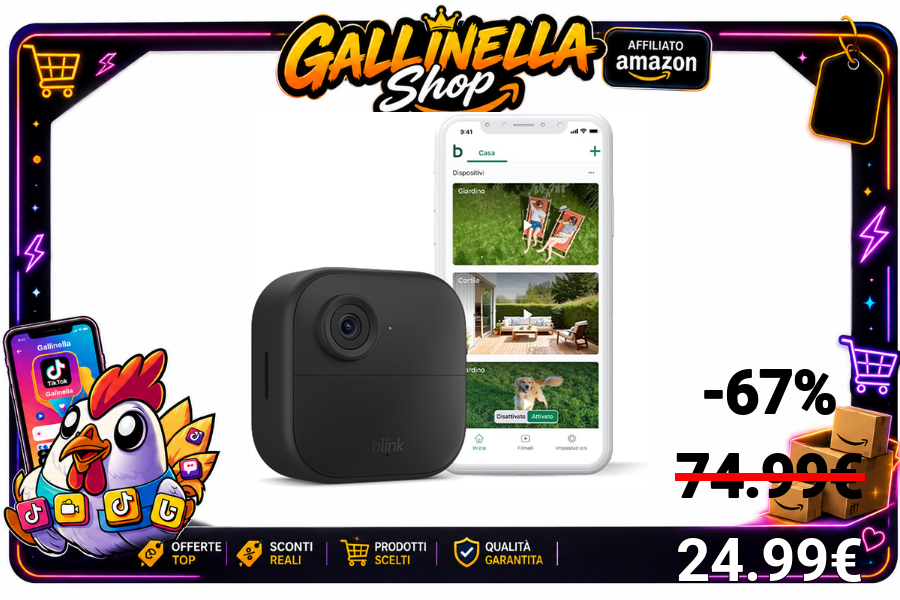 GALLINELLA
Shop
AFFILIATO
amazon
9:41
b Casa +
Dispositivi
Giardino
Cortile
ardino
Disattivato Attivato
Inizio Filmati Impostazioni
blink
Gallinella
TikTok
Gallinella
-67%
74.99€
24.99€
OFFERTE
TOP
SCONTI
REALI
PRODOTTI
SCELTI
QUALITÀ
GARANTITA